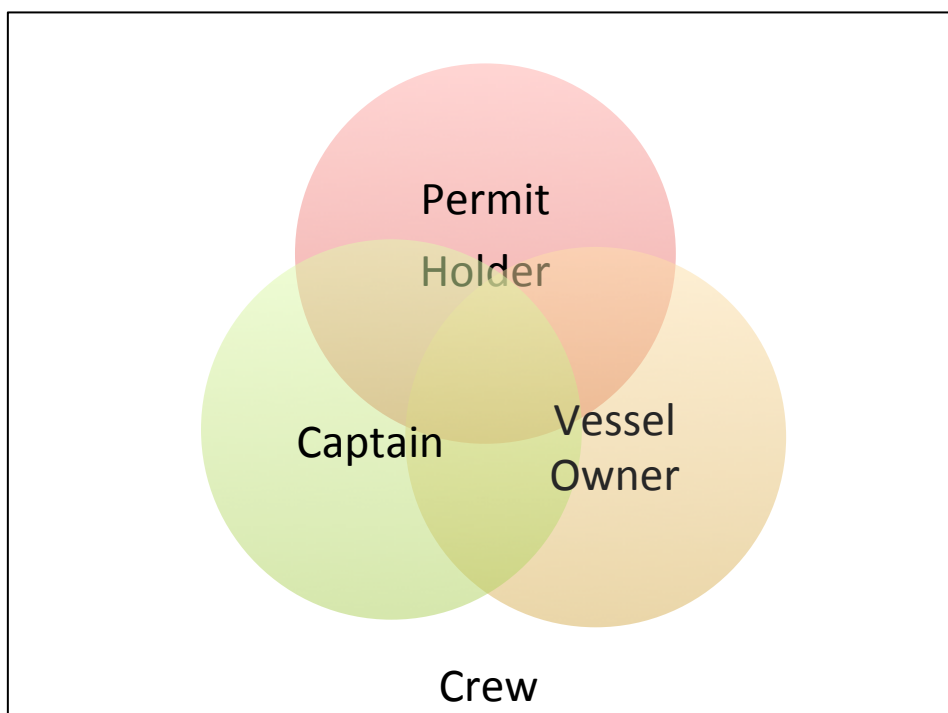 Permit
Holder
Captain
Vessel
Owner
Crew